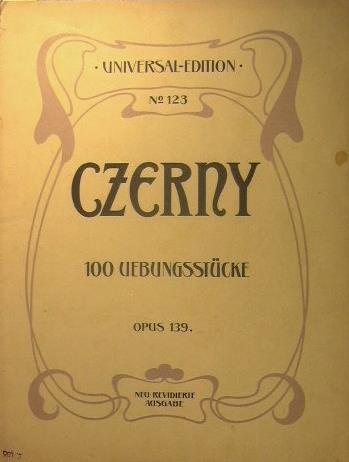 · UNIVERSAL-EDITION ·
No 123
CZERNY
100 UEBUNGSSTÜCKE
OPUS 139.
NEU REVIDIERTE
AUSGABE